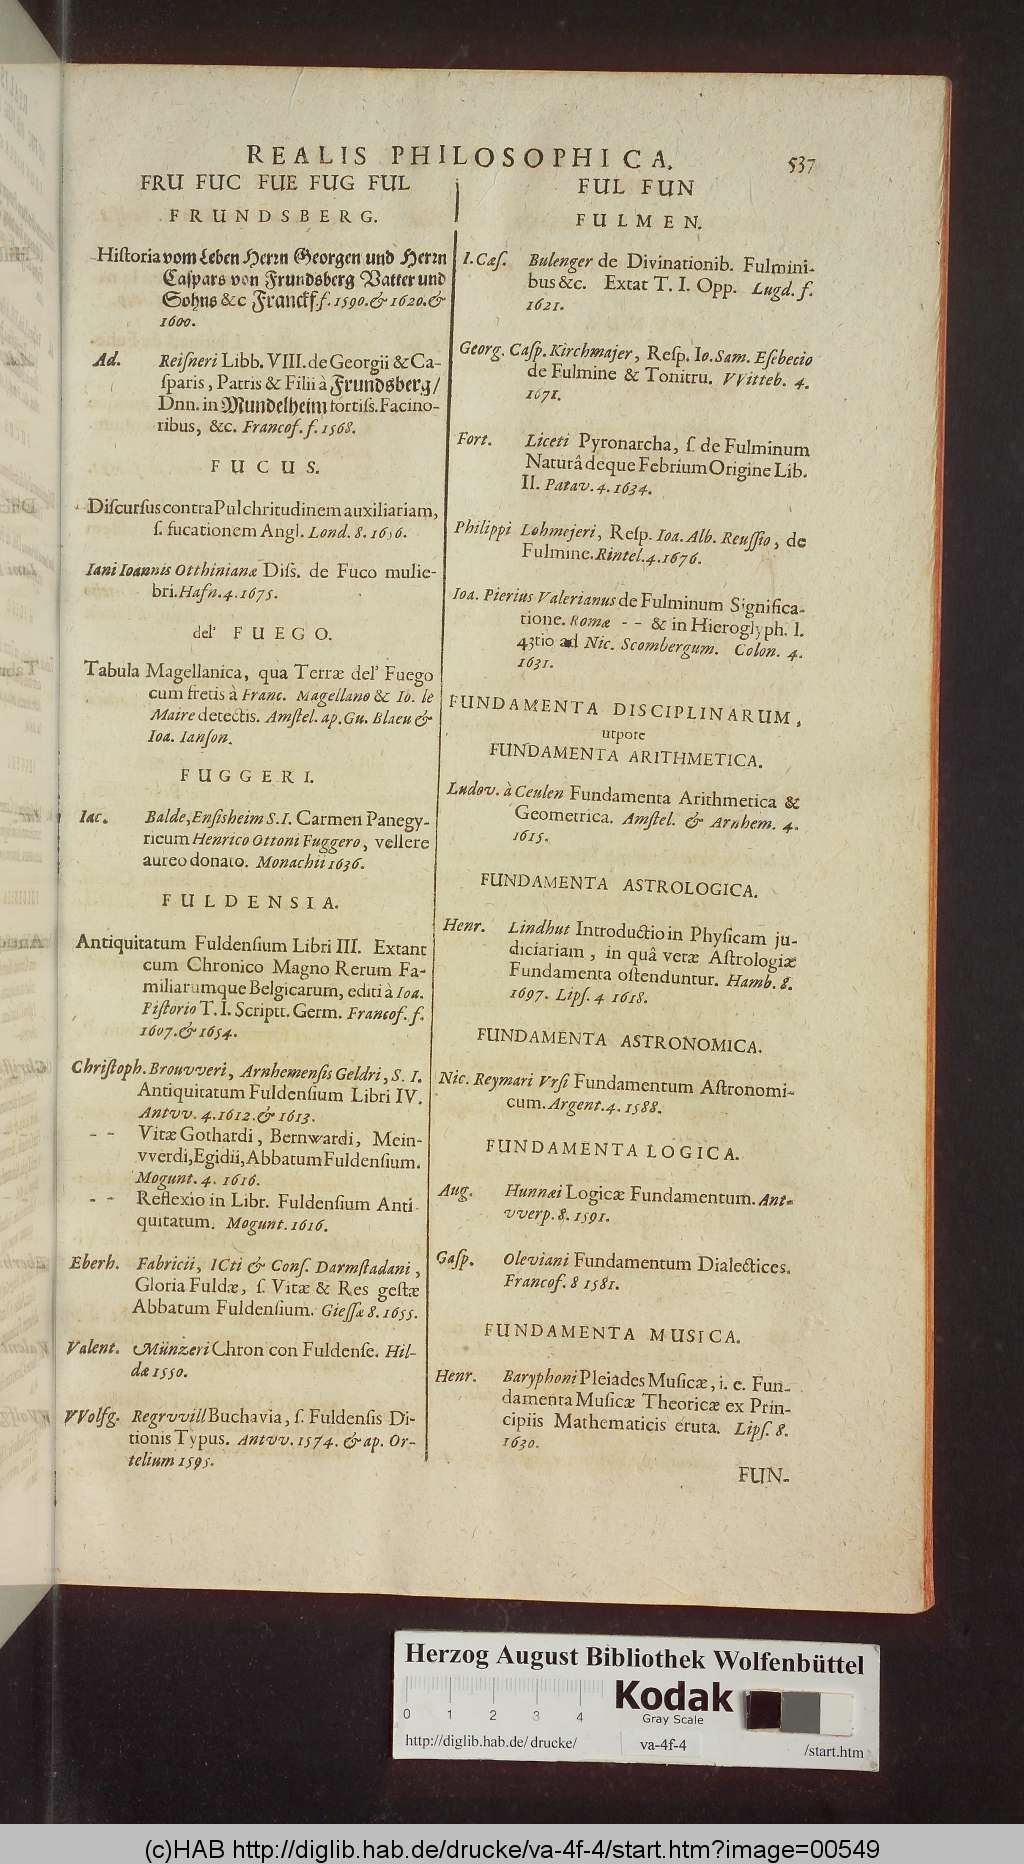 REALIS PHILOSOPHICA.
537
FRU FUC FUE FUG FUL
FRUNDSBERG.
Hiſtoria vom Leben Herrn Georgen und Herrn
Caſpars von Frundsberg Vatter und
Sohns &c Franckf. f. 1590. & 1620. &
1600.
Ad. Reiſneri Libb. VIII. de Georgii & Ca-
ſparis, Patris & Filii à Frundsberg/
Dnn. in Mundelheim fortiſs. Facino-
ribus, &c. Francof. f. 1568.
FUCUS.
Diſcurſus contra Pulchritudinem auxiliariam,
ſ. fucationem Angl. Lond. 8.
Iani Ioannis Otthinianæ Diſſ. de Fuco mulie-
bri. Hafn. 4. 1675.
del' FUEGO.
Tabula Magellanica, qua Terræ del' Fuego
cum fretis à Franc. Magellano & Io. le
Maire detectis. Amſtel. ap. Gu. Blaeu &
Ioa. Ianſon.
FUGGERI.
Iac. Balde, Enſisheim S. I. Carmen Panegy-
ricum Henrico Ottoni Fuggero, vellere
aureo donato. Monachii 1636.
FULDENSIA.
Antiquitatum Fuldenſium Libri III. Extant
cum Chronico Magno Rerum Fa-
miliarumque Belgicarum, editi à Ioa.
Piſtorio T. I. Scriptt. Germ. Francof. f.
1607. & 1654.
Chriſtoph. Brouvveri, Arnhemenſis Geldri, S. I.
Antiquitatum Fuldenſium Libri IV.
Antvv. 4. 1612. & 1613.
- - Vitæ Gothardi, Bernwardi, Mein-
vverdi, Egidii, Abbatum Fuldenſium.
Mogunt. 4. 1616.
- - Reflexio in Libr. Fuldenſium Anti-
quitatum. Mogunt. 1616.
Eberh. Fabricii, ICti & Conſ. Darmſtadani,
Gloria Fuldæ, ſ. Vitæ & Res geſtæ
Abbatum Fuldenſium. Gieſſæ 8. 1655.
Valent. Münzeri Chron con Fuldenſe. Hil-
dæ 1550.
VVolfg. Regrvvill Buchavia, ſ. Fuldenſis Di-
tionis Typus. Antvv. 1574. & ap. Or-
telium 1595.
FUL FUN
FULMEN.
I. Cæſ. Bulenger de Divinationib. Fulmini-
bus &c. Extat T. I. Opp. Lugd. f.
1621.
Georg. Caſp. Kirchmajer, Reſp. Io. Sam. Eſebecio
de Fulmine & Tonitru. VVitteb. 4.
1671.
Fort. Liceti Pyronarcha, ſ. de Fulminum
Naturâ deque Febrium Origine Lib.
II. Patav. 4. 1634.
Philippi Lohmejeri, Reſp. Ioa. Alb. Reuſſio, de
Fulmine. Rintel. 4. 1676.
Ioa. Pierius Valerianus de Fulminum Significa-
tione. Romæ - - & in Hieroglyph. l.
43tio ad Nic. Scombergum. Colon. 4.
1631.
FUNDAMENTA DISCIPLINARUM,
utpote
FUNDAMENTA ARITHMETICA.
Ludov. à Ceulen Fundamenta Arithmetica &
Geometrica. Amſtel. & Arnhem. 4.
1615.
FUNDAMENTA ASTROLOGICA.
Henr. Lindhut Introductio in Phyſicam ju-
diciariam, in quâ veræ Aſtrologiæ
Fundamenta oſtenduntur. Hamb. 8.
1697. Lipſ. 4 1618.
FUNDAMENTA ASTRONOMICA.
Nic. Reymari Vrſi Fundamentum Aſtronomi-
cum. Argent. 4. 1588.
FUNDAMENTA LOGICA.
Aug. Hunnæi Logicæ Fundamentum. Ant-
vverp. 8. 1591.
Gaſp. Oleviani Fundamentum Dialectices.
Francof. 8 1581.
FUNDAMENTA MUSICA.
Henr. Baryphoni Pleiades Muſicæ, i. e. Fun-
damenta Muſicæ Theoricæ ex Prin-
cipiis Mathematicis eruta. Lipſ. 8.
1630.
FUN-
Herzog August Bibliothek Wolfenbüttel
0 1 2 3 4
Kodak
Gray Scale
http://diglib.hab.de/drucke/ va-4f-4 /start.htm
(c)HAB http://diglib.hab.de/drucke/va-4f-4/start.htm?image=00549